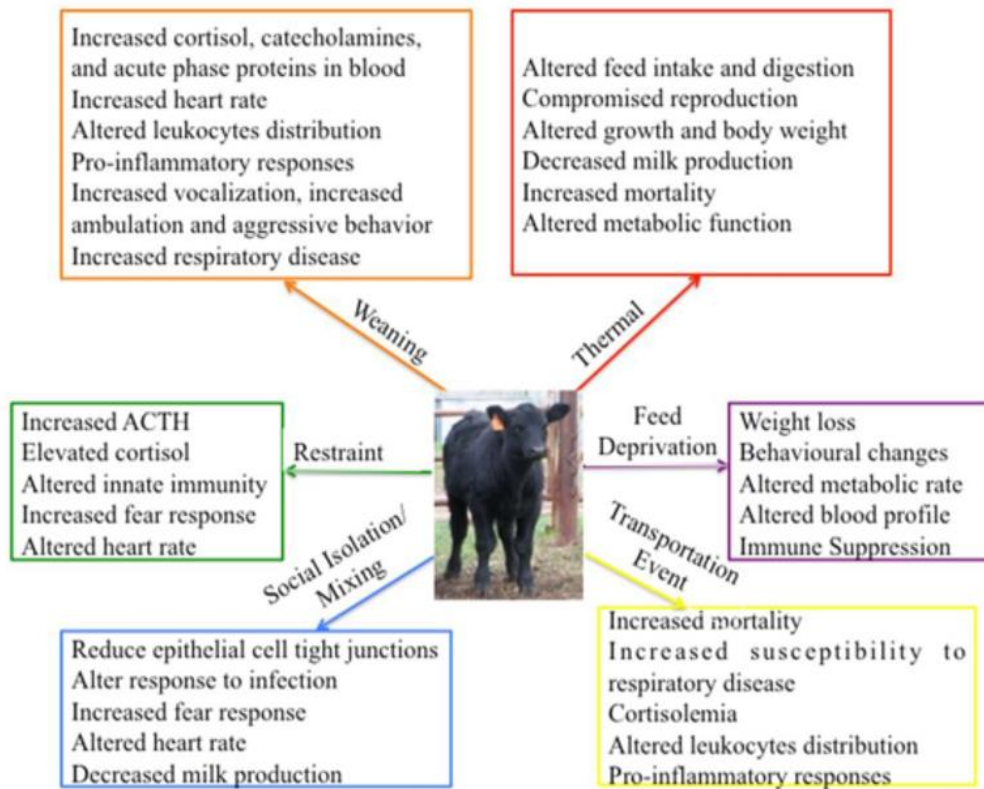 Increased cortisol, catecholamines,
and acute phase proteins in blood
Increased heart rate
Altered leukocytes distribution
Pro-inflammatory responses
Increased vocalization, increased
ambulation and aggressive behavior
Increased respiratory disease
Altered feed intake and digestion
Compromised reproduction
Altered growth and body weight
Decreased milk production
Increased mortality
Altered metabolic function
Weaning
Thermal
Increased ACTH
Elevated cortisol
Altered innate immunity
Increased fear response
Altered heart rate
Restraint
Feed
Deprivation
Weight loss
Behavioural changes
Altered metabolic rate
Altered blood profile
Immune Suppression
Social Isolation/
Mixing
Transportation
Event
Reduce epithelial cell tight junctions
Alter response to infection
Increased fear response
Altered heart rate
Decreased milk production
Increased mortality
Increased susceptibility to
respiratory disease
Cortisolemia
Altered leukocytes distribution
Pro-inflammatory responses